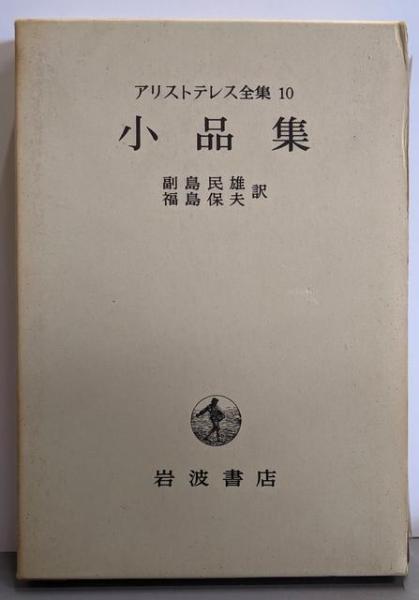 アリストテレス全集 10
小品集
副島民雄
福島保夫 訳
岩波書店